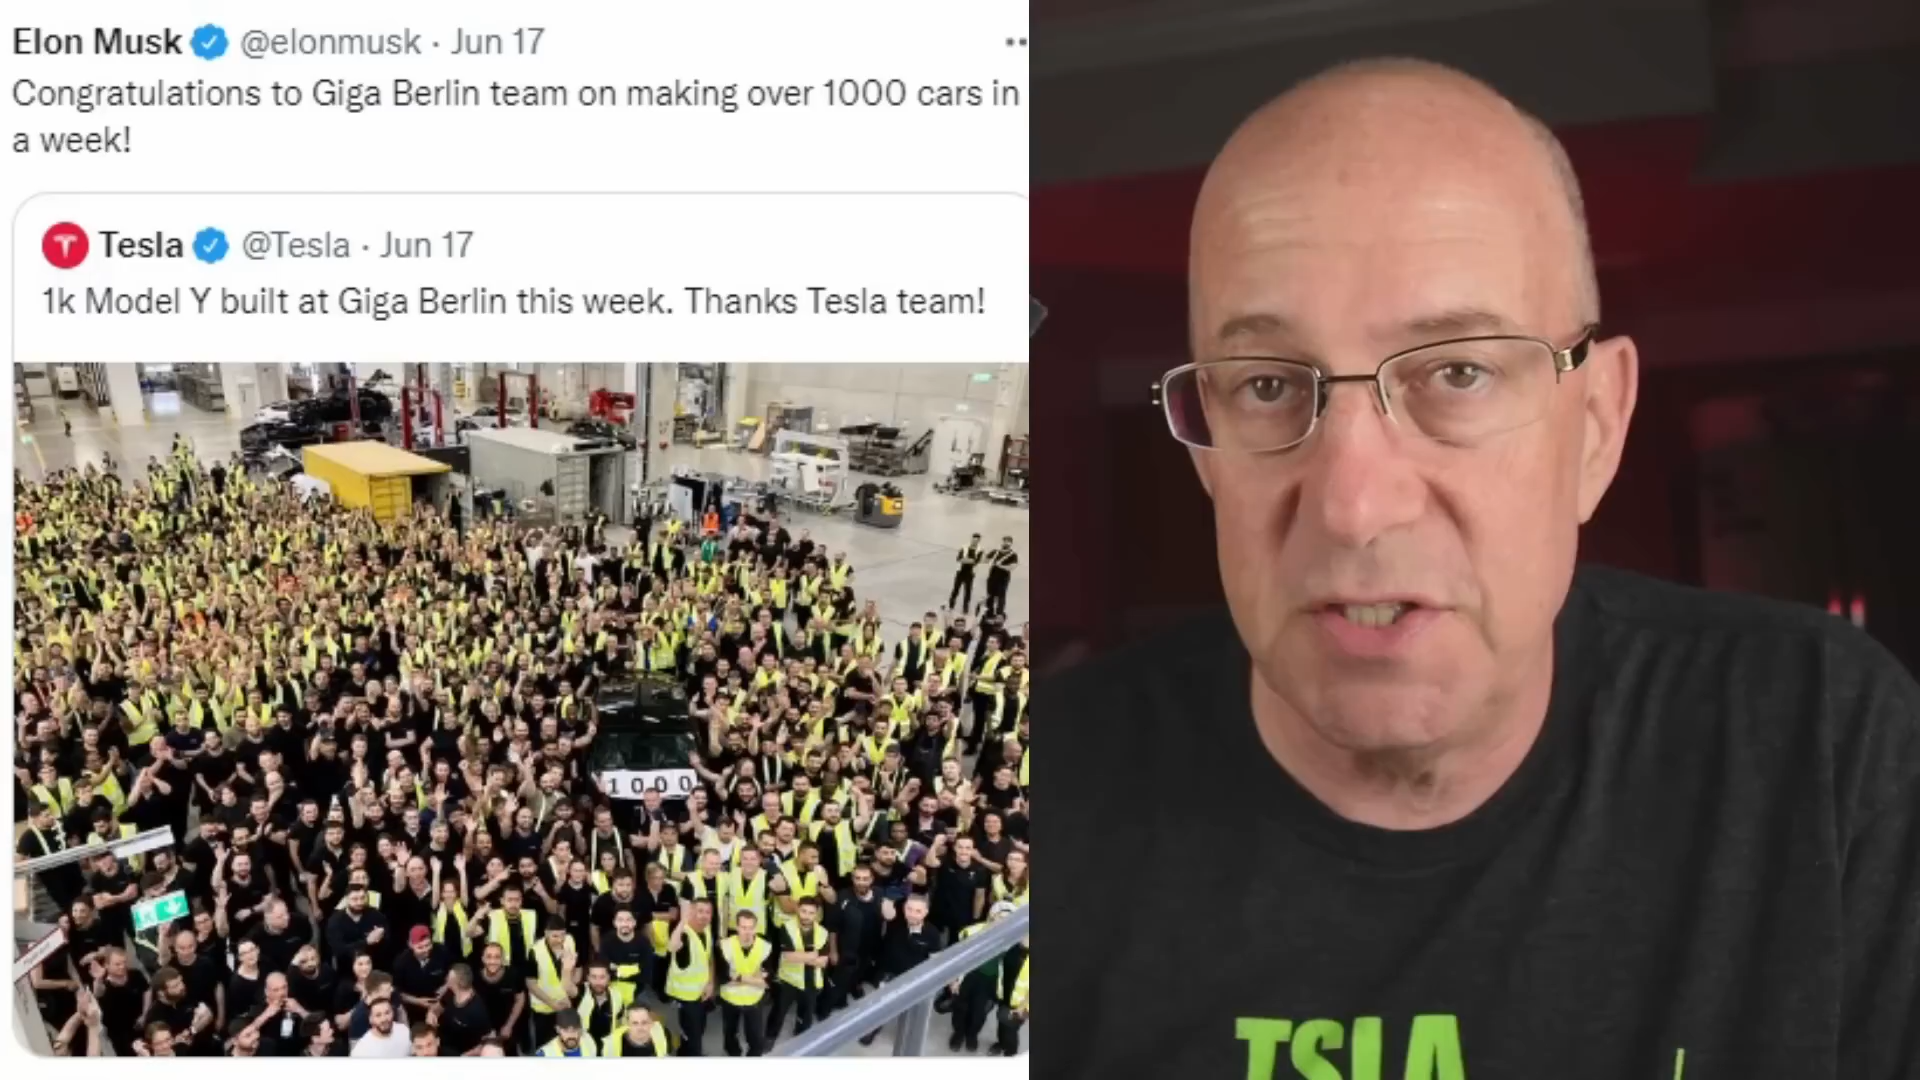 Elon Musk @elonmusk · Jun 17
Congratulations to Giga Berlin team on making over 1000 cars in
a week!
Tesla @Tesla · Jun 17
1k Model Y built at Giga Berlin this week. Thanks Tesla team!
1000
TSLA